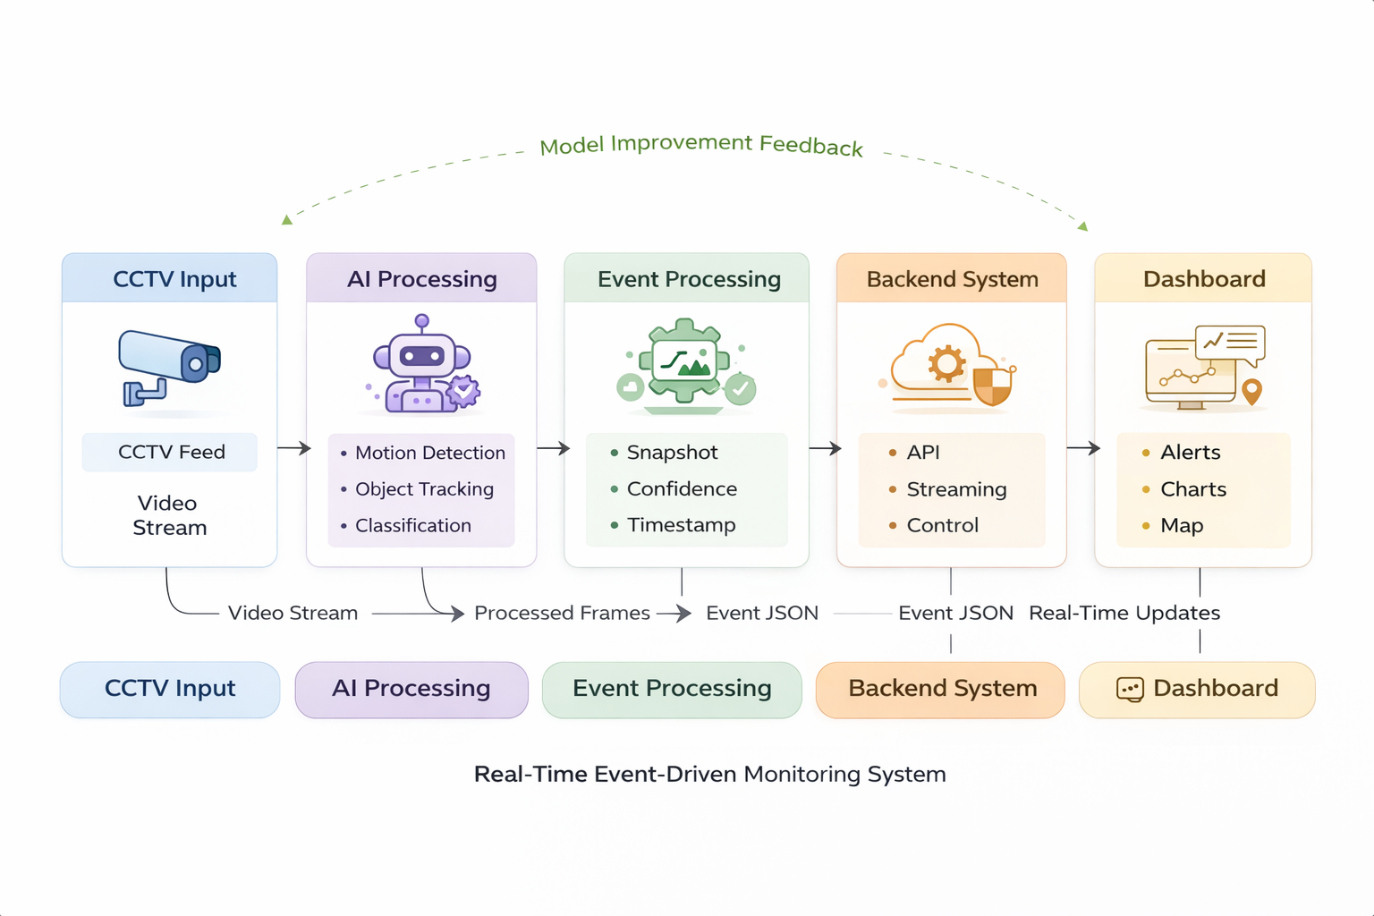 Model Improvement Feedback
CCTV Input
AI Processing
Event Processing
Backend System
Dashboard
CCTV Feed
Video
Stream
• Motion Detection
• Object Tracking
• Classification
• Snapshot
• Confidence
• Timestamp
• API
• Streaming
• Control
• Alerts
• Charts
• Map
Video Stream
Processed Frames
Event JSON
Event JSON
Real-Time Updates
CCTV Input
AI Processing
Event Processing
Backend System
Dashboard
Real-Time Event-Driven Monitoring System